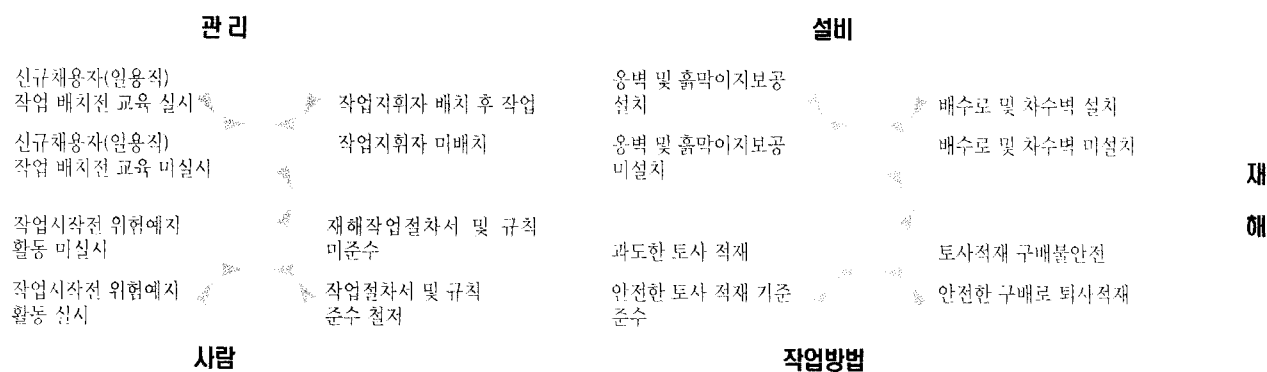 관 리
신규채용자(일용직)
작업 배치전 교육 실시
작업지휘자 배치 후 작업
신규채용자(일용직)
작업 배치전 교육 미실시
작업지휘자 미배치
작업시작전 위험예지
활동 미실시
재해작업절차서 및 규칙
미준수
작업시작전 위험예지
활동 실시
작업절차서 및 규칙
준수 철저
사람
설비
옹벽 및 흙막이지보공
설치
배수로 및 차수벽 설치
옹벽 및 흙막이지보공
미설치
배수로 및 차수벽 미설치
과도한 토사 적재
토사적재 구배불안전
안전한 토사 적재 기준
준수
안전한 구배로 퇴사적재
작업방법
재
해